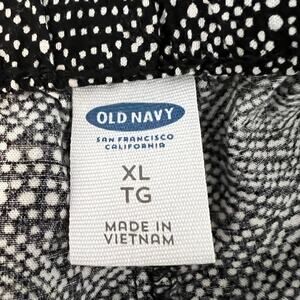 OLD NAVY
SAN FRANCISCO
CALIFORNIA
XL
TG
MADE IN
VIETNAM